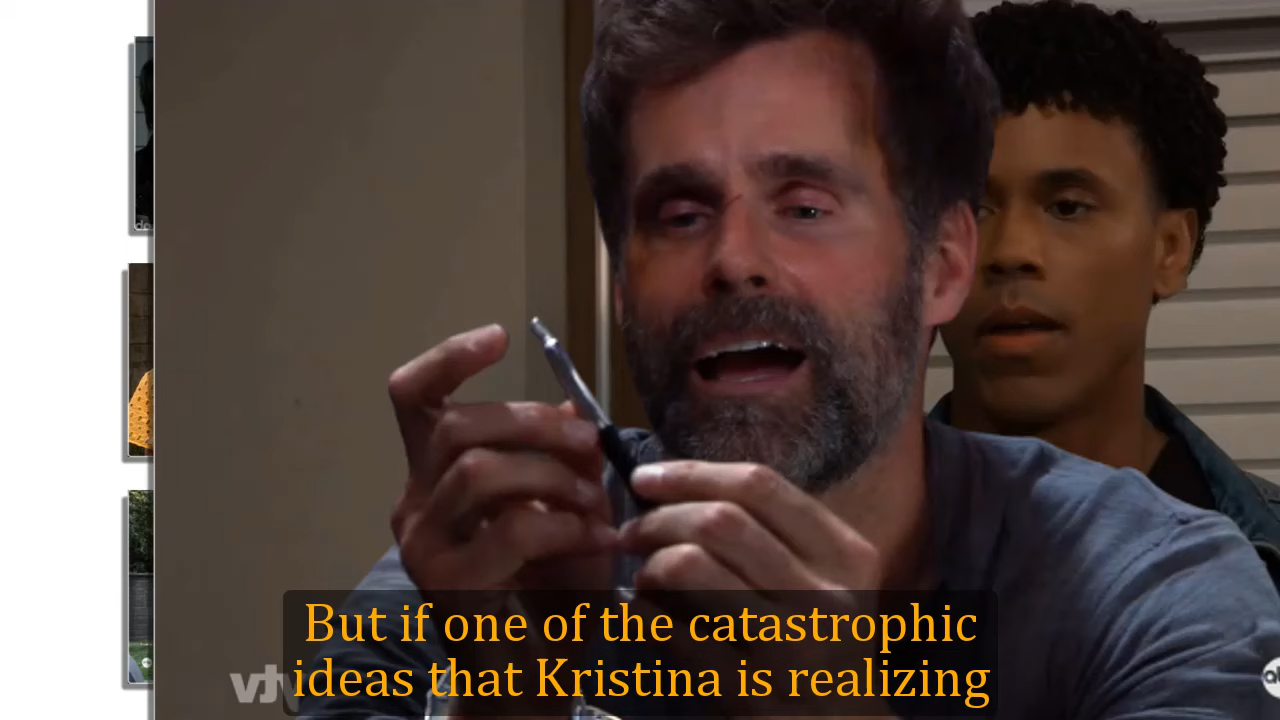 But if one of the catastrophic
ideas that Kristina is realizing